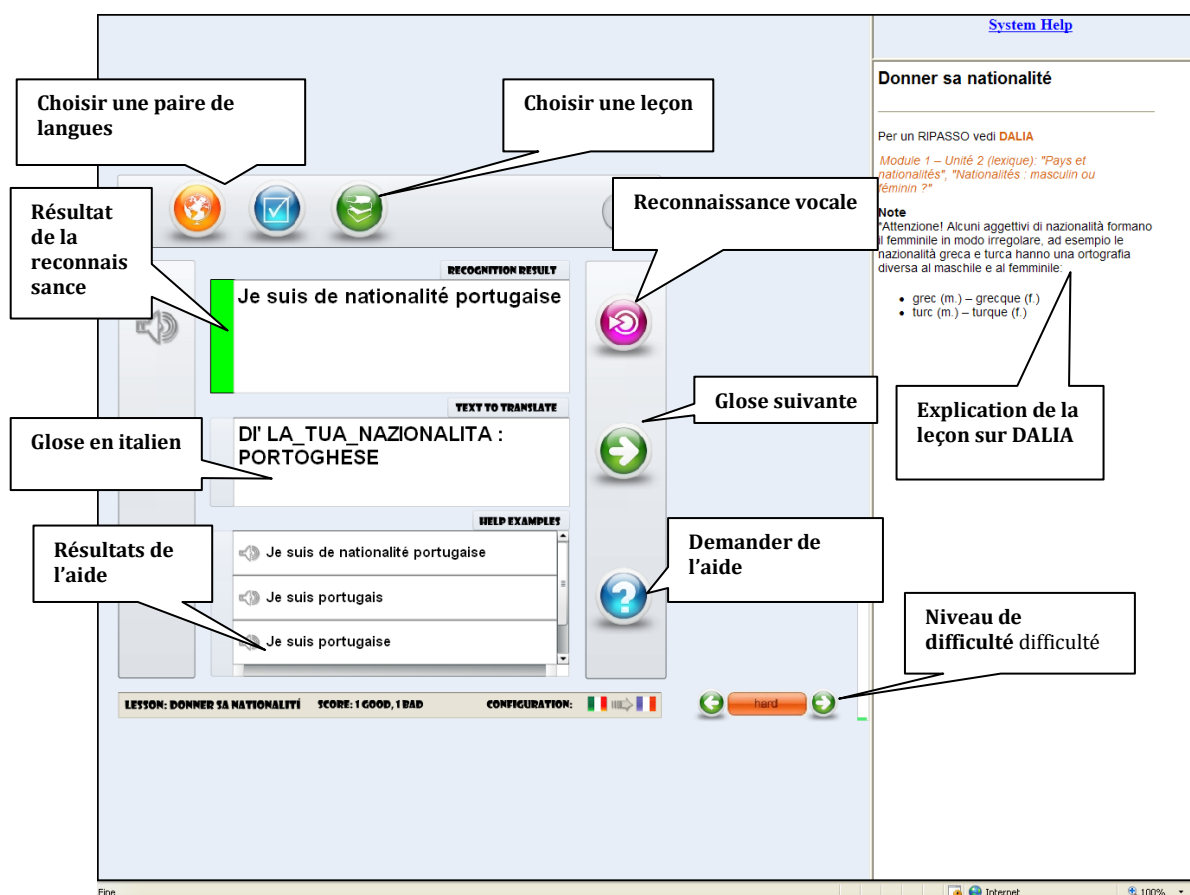 System Help
Donner sa nationalité
Choisir une paire de
langues
Choisir une leçon
Per un RIPASSO vedi DALIA
Module 1 – Unité 2 (lexique): "Pays et
nationalités", "Nationalités : masculin ou
féminin ?"
Résultat
de la
reconnais
sance
Reconnaissance vocale
Note
"Attenzione! Alcuni aggettivi di nazionalità formano
il femminile in modo irregolare, ad esempio le
nazionalità greca e turca hanno una ortografia
diversa al maschile e al femminile:
grec (m.) – grecque (f.)
turc (m.) – turque (f.)
RECOGNITION RESULT
Je suis de nationalité portugaise
Glose suivante
Explication de la
leçon sur DALIA
TEXT TO TRANSLATE
Glose en italien
DI' LA_TUA_NAZIONALITA :
PORTOGHESE
HELP EXAMPLES
Résultats de
l'aide
Je suis de nationalité portugaise
Je suis portugais
Je suis portugaise
Demander de
l'aide
Niveau de
difficulté difficulté
LESSON: DONNER SA NATIONALITÍ SCORE: 1 GOOD, 1 BAD CONFIGURATION:
hard
Fine Internet 100%